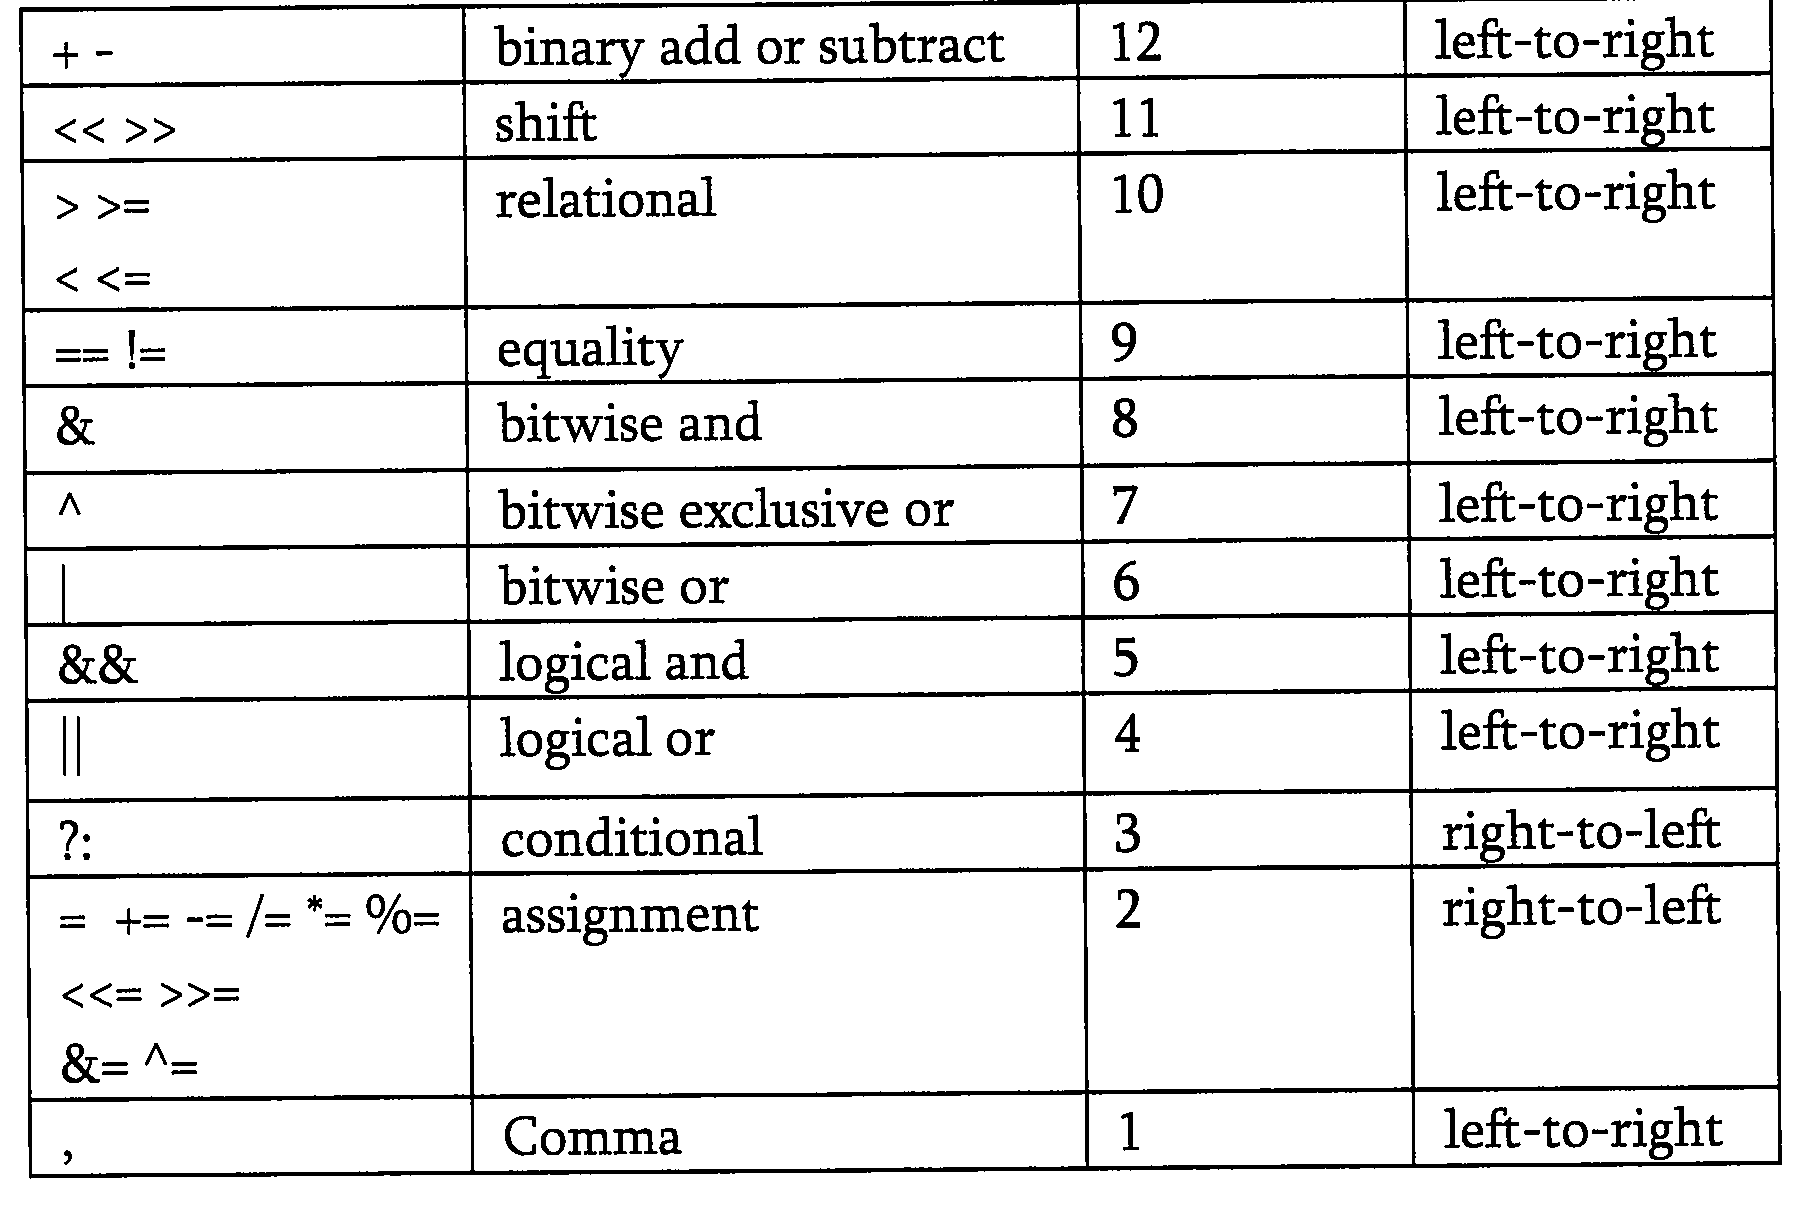 + - binary add or subtract 12 left-to-right
<< >> shift 11 left-to-right
> >= relational 10 left-to-right
< <=
== != equality 9 left-to-right
& bitwise and 8 left-to-right
^ bitwise exclusive or 7 left-to-right
| bitwise or 6 left-to-right
&& logical and 5 left-to-right
|| logical or 4 left-to-right
?: conditional 3 right-to-left
= += -= /= *= %= assignment 2 right-to-left
<<= >>=
&= ^=
, Comma 1 left-to-right